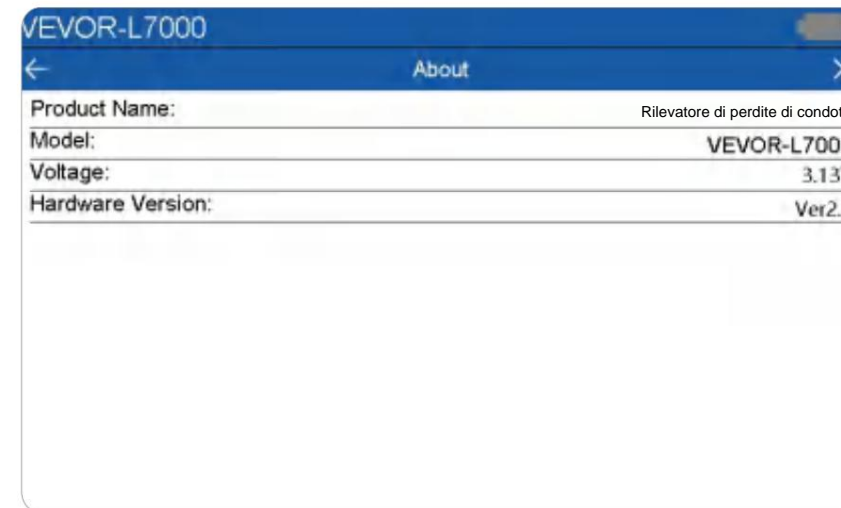 VEVOR-L7000
About
Product Name: Rilevatore di perdite di condot
Model: VEVOR-L700
Voltage: 3.13
Hardware Version: Ver2.